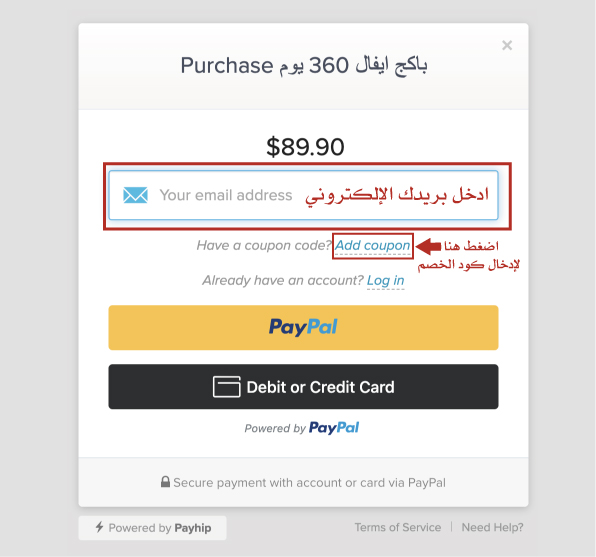 ×
Purchase باكج ايفال 360 يوم
$89.90
Your email address ادخل بريدك الإلكتروني
Have a coupon code? Add coupon اضغط هنا
لإدخال كود الخصم
Already have an account? Log in
PayPal
Debit or Credit Card
Powered by PayPal
Secure payment with account or card via PayPal
Powered by Payhip Terms of Service | Need Help?